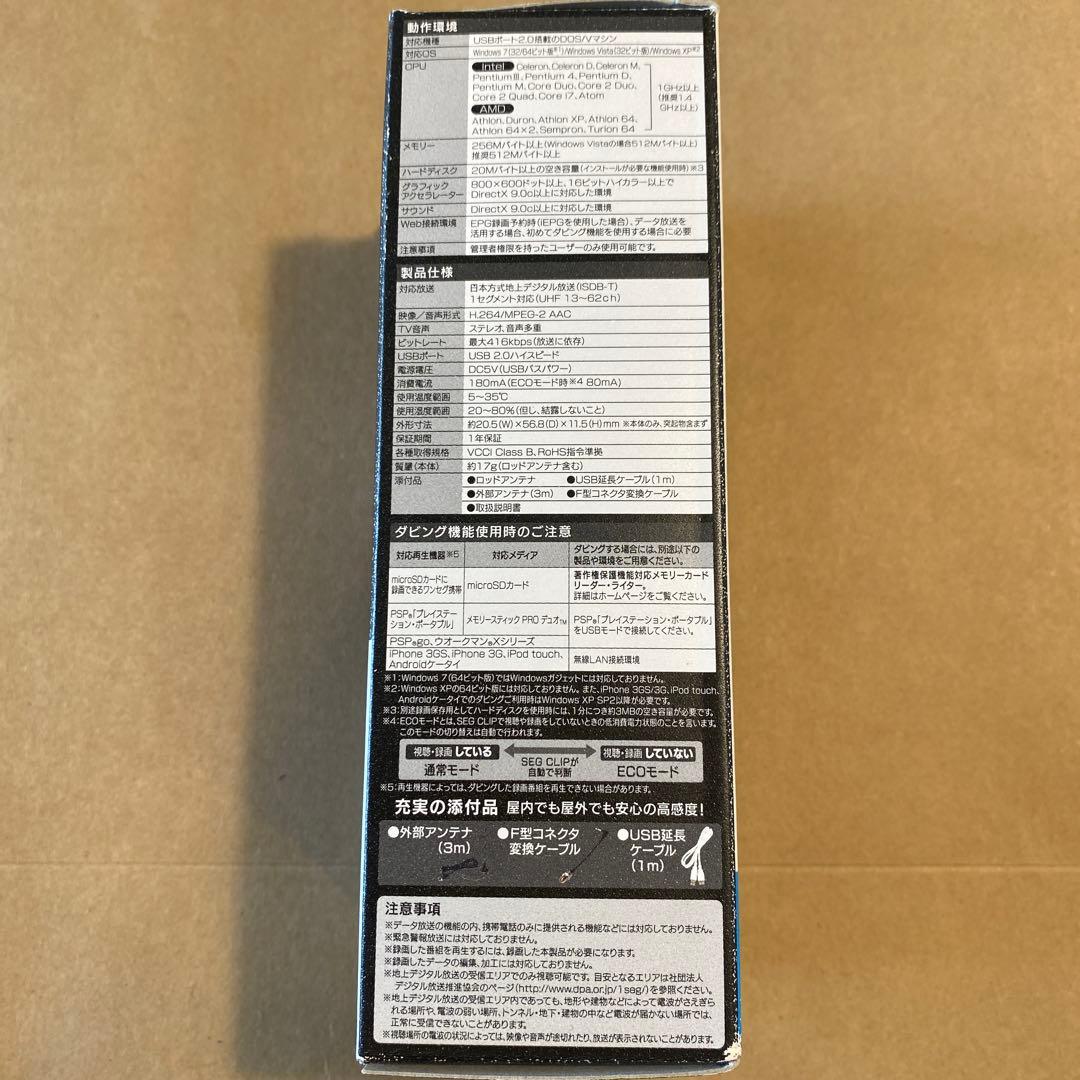 動作環境
対応機種 USBポート2.0搭載のDOS/Vマシン
対応OS Windows 7(32/64ビット版※1)/Windows Vista(32ビット版)/Windows XP※2
CPU Intel Celeron、Celeron D、Celeron M、
PentiumⅢ、Pentium 4、Pentium D、
Pentium M、Core Duo、Core 2 Duo、
Core 2 Quad、Core i7、Atom
AMD
Athlon、Duron、Athlon XP、Athlon 64、
Athlon 64×2、Sempron、Turion 64
1GHz以上
(推奨1.4
GHz以上)
メモリー 256Mバイト以上(Windows Vistaの場合512Mバイト以上)
推奨512Mバイト以上
ハードディスク 20Mバイト以上の空き容量(インストールが必要な機能使用時)※3
グラフィック
アクセラレーター
800×600ドット以上、16ビットハイカラー以上で
DirectX 9.0c以上に対応した環境
サウンド DirectX 9.0c以上に対応した環境
Web接続環境 EPG録画予約時(iEPGを使用した場合)、データ放送を
活用する場合、初めてダビング機能を使用する場合に必要
注意事項 管理者権限を持ったユーザーのみ使用可能です。
製品仕様
対応放送 日本方式地上デジタル放送(ISDB-T)
1セグメント対応(UHF 13〜62ch)
映像/音声形式 H.264/MPEG-2 AAC
TV音声 ステレオ、音声多重
ビットレート 最大416kbps(放送に依存)
USBポート USB 2.0ハイスピード
電源電圧 DC5V(USBバスパワー)
消費電流 180mA(ECOモード時※4 80mA)
使用温度範囲 5〜35℃
使用湿度範囲 20〜80%(但し、結露しないこと)
外形寸法 約20.5(W)×56.8(D)×11.5(H)mm ※本体のみ、突起物含まず
保証期間 1年保証
各種取得規格 VCCI Class B、RoHS指令準拠
質量(本体) 約17g(ロッドアンテナ含む)
添付品 ●ロッドアンテナ ●USB延長ケーブル(1m)
●外部アンテナ(3m) ●F型コネクタ変換ケーブル
●取扱説明書
ダビング機能使用時のご注意
対応再生機器※5 対応メディア ダビングする場合には、別途以下の
製品や環境をご用意ください。
microSDカードに
録画できるワンセグ携帯
microSDカード
著作権保護機能対応メモリーカード
リーダー・ライター。
詳細はホームページをご覧ください。
PSP®「プレイステー
ション・ポータブル」
メモリースティック PRO デュオ™
PSP®「プレイステーション・ポータブル」
をUSBモードで接続してください。
PSP®go、ウオークマン®Xシリーズ
iPhone 3GS、iPhone 3G、iPod touch、
Androidケータイ
無線LAN接続環境
※1:Windows 7(64ビット版)ではWindowsガジェットには対応しておりません。
※2:Windows XPの64ビット版には対応しておりません。また、iPhone 3GS/3G、iPod touch、
Androidケータイでのダビングご利用時はWindows XP SP2以降が必要です。
※3:別途録画保存用としてハードディスクを使用時には、1分につき約3MBの空き容量が必要です。
※4:ECOモードとは、SEG CLIPで視聴や録画をしていないときの低消費電力状態のことを言います。
このモードの切り替えは自動で行われます。
視聴・録画している
通常モード
SEG CLIPが
自動で判断
視聴・録画していない
ECOモード
※5:再生機器によっては、ダビングした録画番組を再生できない場合があります。
充実の添付品 屋内でも屋外でも安心の高感度!
●外部アンテナ
(3m)
●F型コネクタ
変換ケーブル
●USB延長
ケーブル
(1m)
注意事項
※データ放送の機能の内、携帯電話のみに提供される機能などには対応しておりません。
※緊急警報放送には対応しておりません。
※録画した番組を再生するには、録画した本製品が必要になります。
※録画したデータの編集、加工には対応しておりません。
※地上デジタル放送の受信エリアでのみ視聴可能です。目安となるエリアは社団法人
デジタル放送推進協会のページ(http://www.dpa.or.jp/1seg/)を参照ください。
※地上デジタル放送の受信エリア内であっても、地形や建物などによって電波がさえぎら
れる場所や、電波の弱い場所、トンネル・地下・建物の中など電波が届かない場所では、
正常に受信できないことがあります。
※視聴場所の電波の状況によっては、映像や音声が途切れたり、放送が表示されないことがあります。